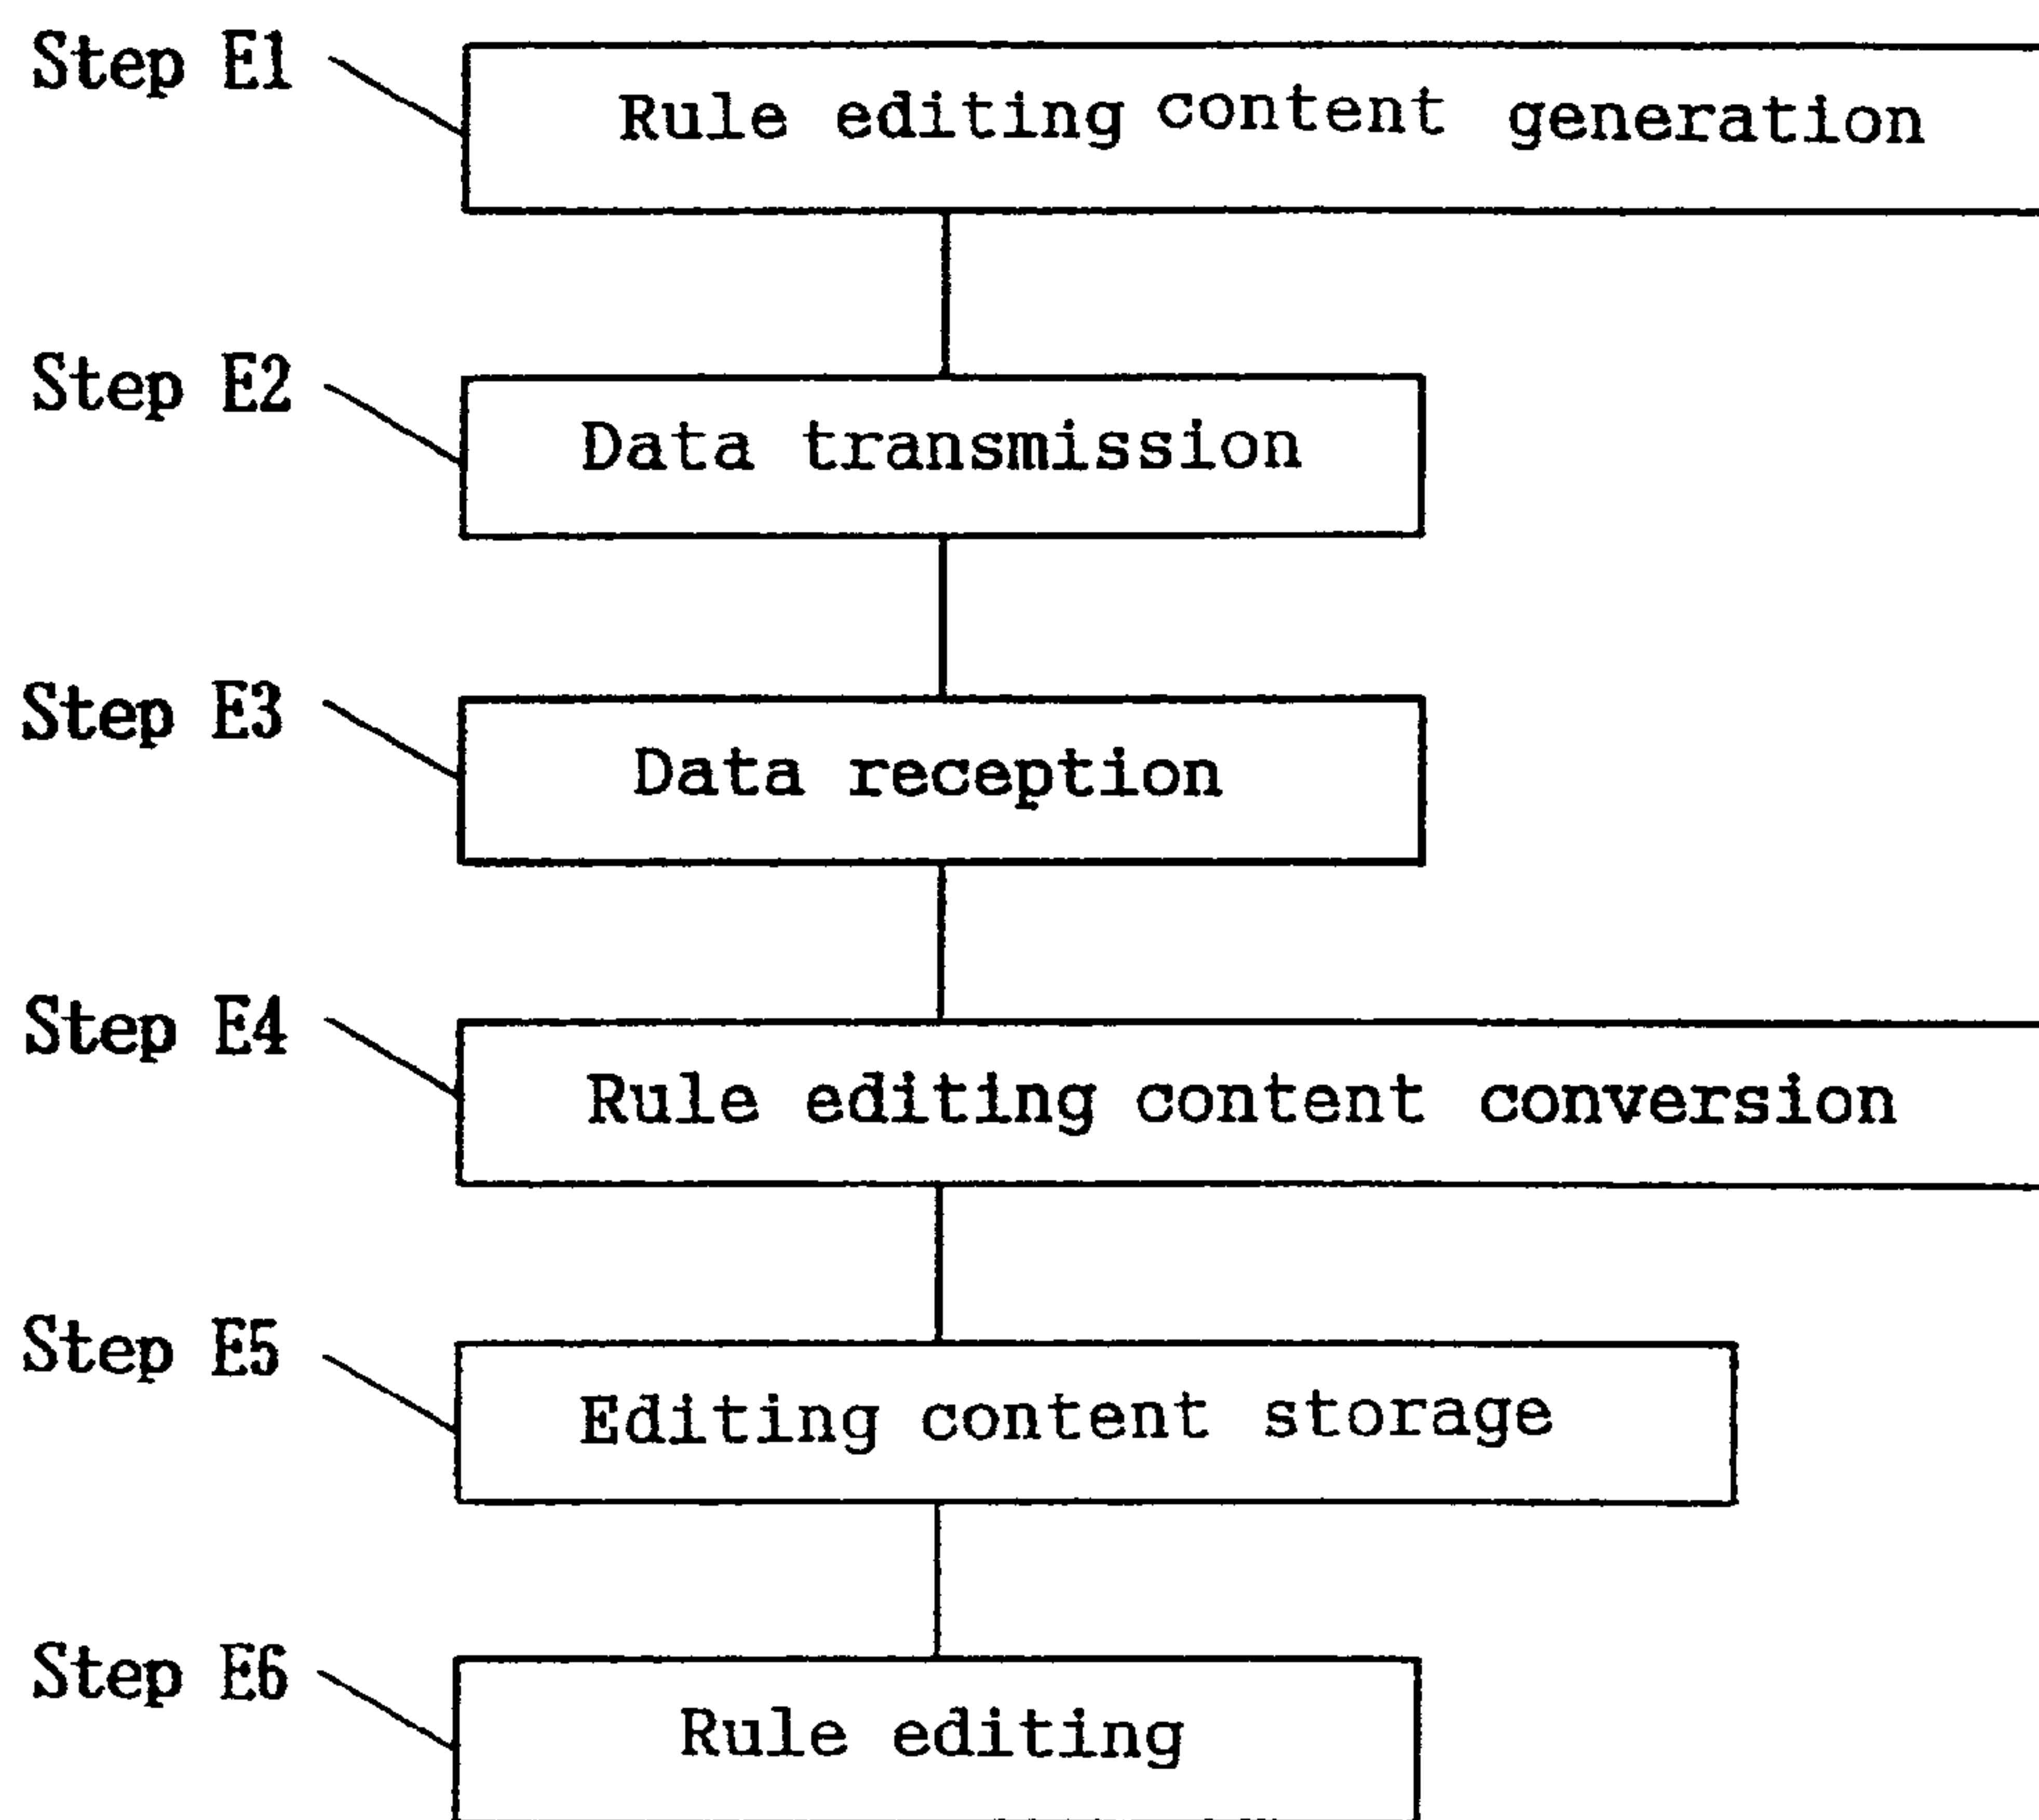 Step E1
Rule editing content generation
Step E2
Data transmission
Step E3
Data reception
Step E4
Rule editing content conversion
Step E5
Editing content storage
Step E6
Rule editing